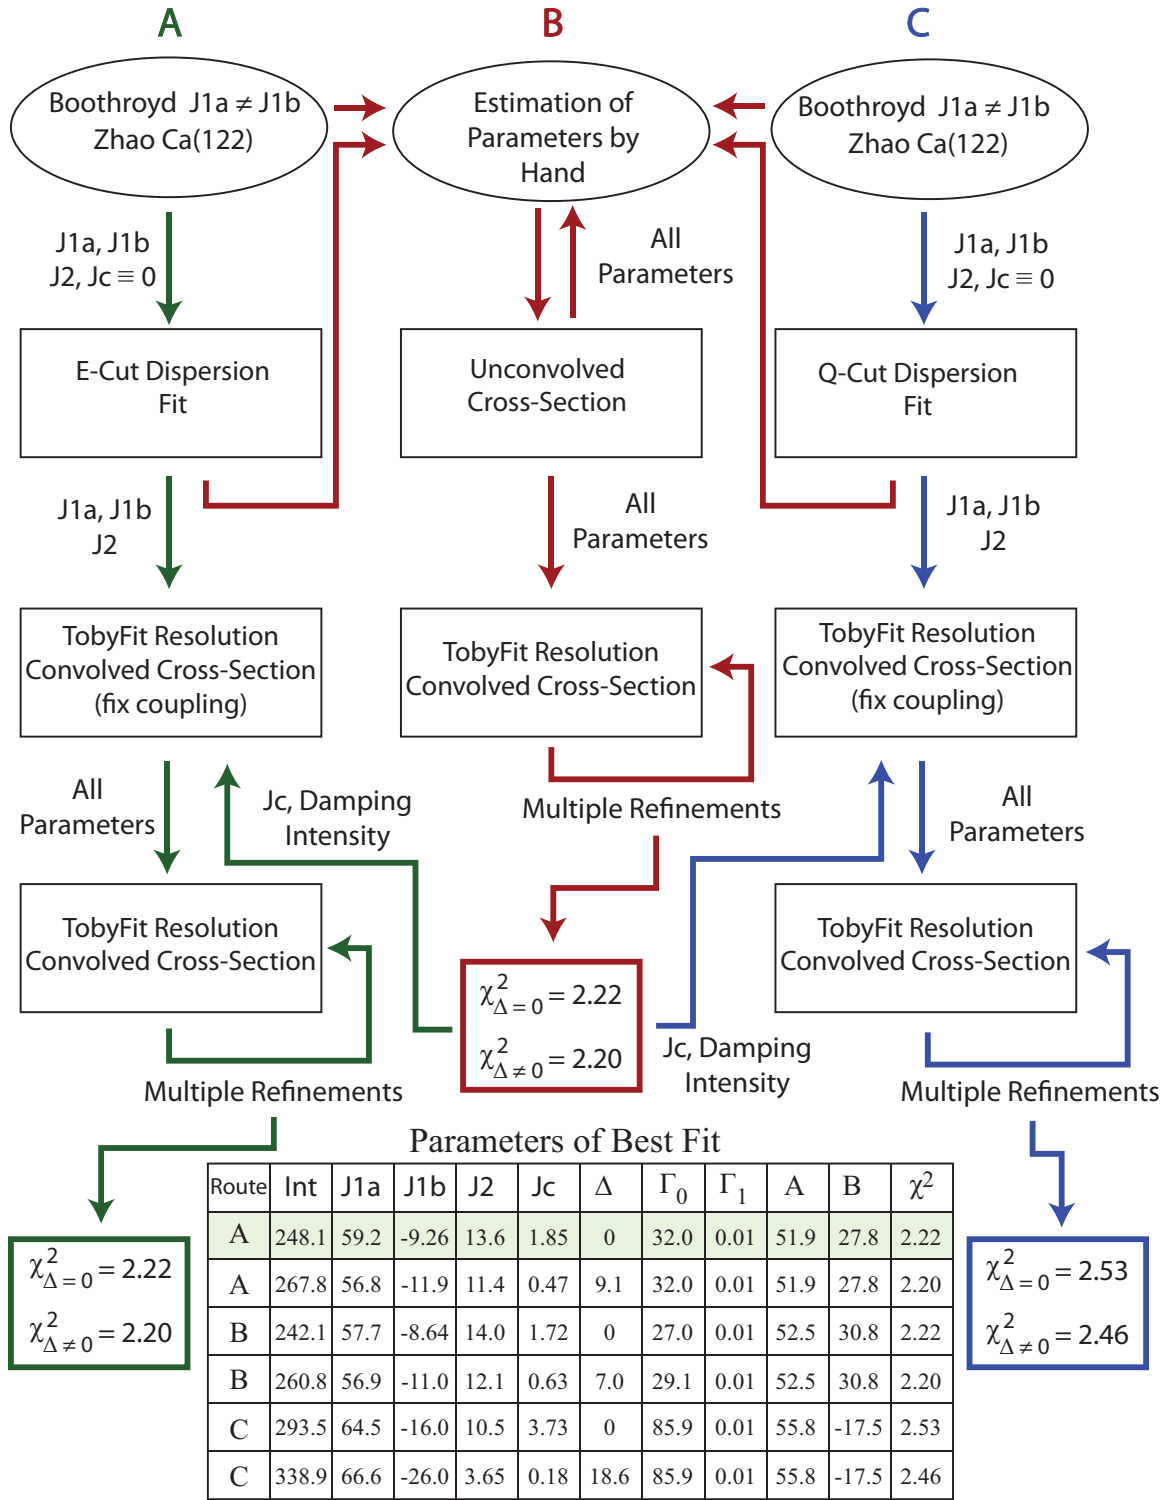 A
B
C
Boothroyd J1a ≠ J1b
Zhao Ca(122)
Estimation of
Parameters by
Hand
Boothroyd J1a ≠ J1b
Zhao Ca(122)
J1a, J1b
J2, Jc ≡ 0
All
Parameters
J1a, J1b
J2, Jc ≡ 0
E-Cut Dispersion
Fit
Unconvolved
Cross-Section
Q-Cut Dispersion
Fit
J1a, J1b
J2
All
Parameters
J1a, J1b
J2
TobyFit Resolution
Convolved Cross-Section
(fix coupling)
TobyFit Resolution
Convolved Cross-Section
TobyFit Resolution
Convolved Cross-Section
(fix coupling)
All
Parameters
Jc, Damping
Intensity
Multiple Refinements
All
Parameters
TobyFit Resolution
Convolved Cross-Section
TobyFit Resolution
Convolved Cross-Section
χ²Δ = 0 = 2.22
χ²Δ ≠ 0 = 2.20
Jc, Damping
Intensity
Multiple Refinements
Multiple Refinements
χ²Δ = 0 = 2.22
χ²Δ ≠ 0 = 2.20
χ²Δ = 0 = 2.53
χ²Δ ≠ 0 = 2.46
Parameters of Best Fit
Route Int J1a J1b J2 Jc Δ Γ0 Γ1 A B χ²
A 248.1 59.2 -9.26 13.6 1.85 0 32.0 0.01 51.9 27.8 2.22
A 267.8 56.8 -11.9 11.4 0.47 9.1 32.0 0.01 51.9 27.8 2.20
B 242.1 57.7 -8.64 14.0 1.72 0 27.0 0.01 52.5 30.8 2.22
B 260.8 56.9 -11.0 12.1 0.63 7.0 29.1 0.01 52.5 30.8 2.20
C 293.5 64.5 -16.0 10.5 3.73 0 85.9 0.01 55.8 -17.5 2.53
C 338.9 66.6 -26.0 3.65 0.18 18.6 85.9 0.01 55.8 -17.5 2.46